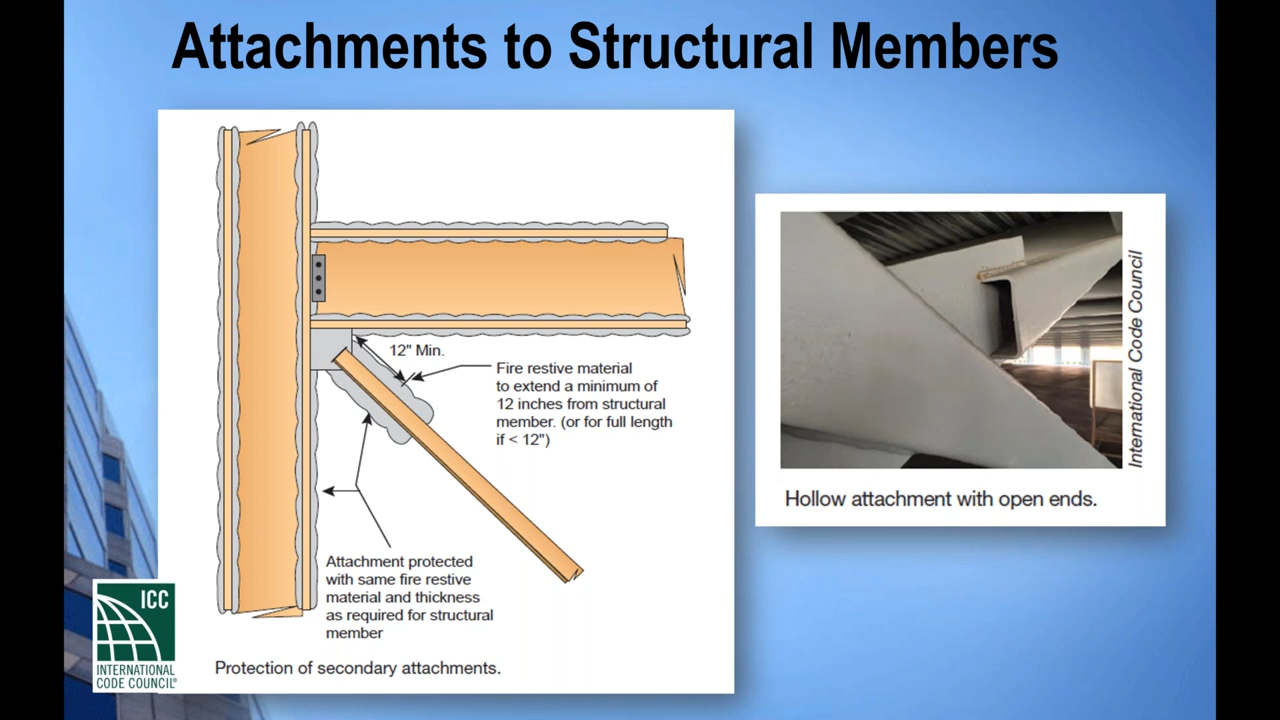 Attachments to Structural Members
12" Min.
Fire restive material
to extend a minimum of
12 inches from structural
member. (or for full length
if < 12")
Attachment protected
with same fire restive
material and thickness
as required for structural
member
Protection of secondary attachments.
International Code Council
Hollow attachment with open ends.
ICC
INTERNATIONAL
CODE COUNCIL®